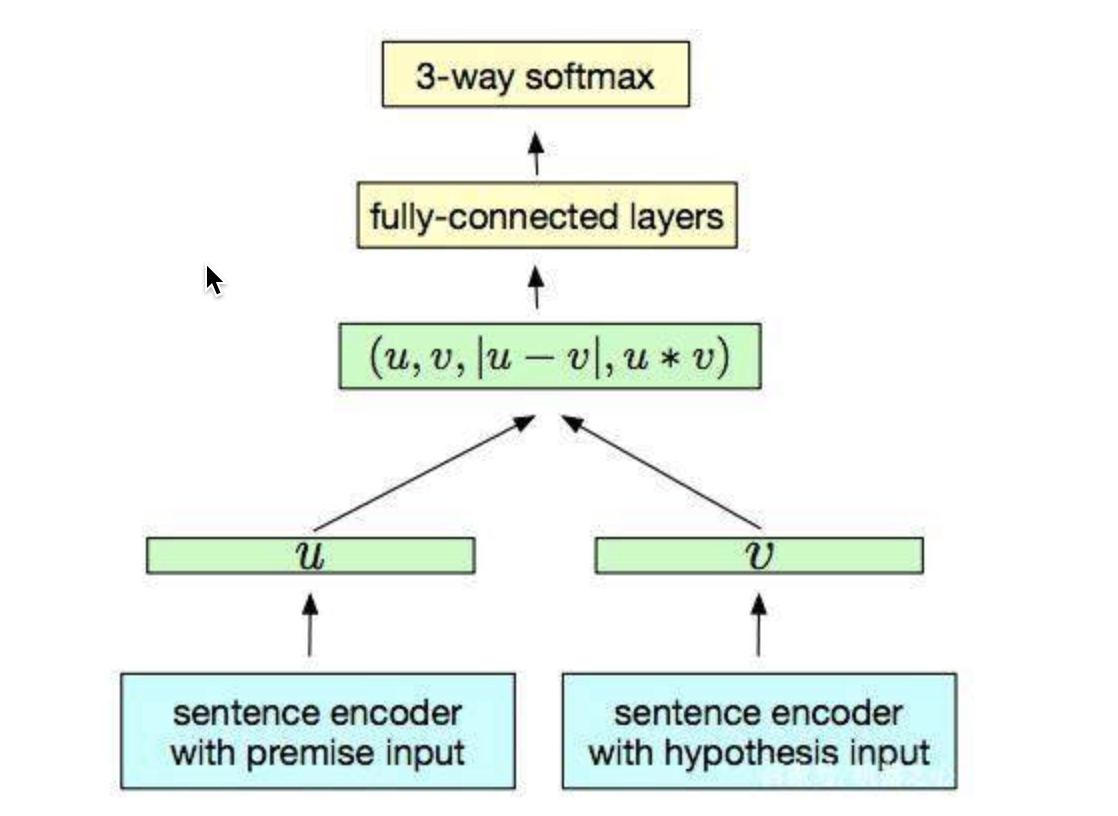 3-way softmax
fully-connected layers
(u, v, |u − v|, u ∗ v)
u
v
sentence encoder
with premise input
sentence encoder
with hypothesis input